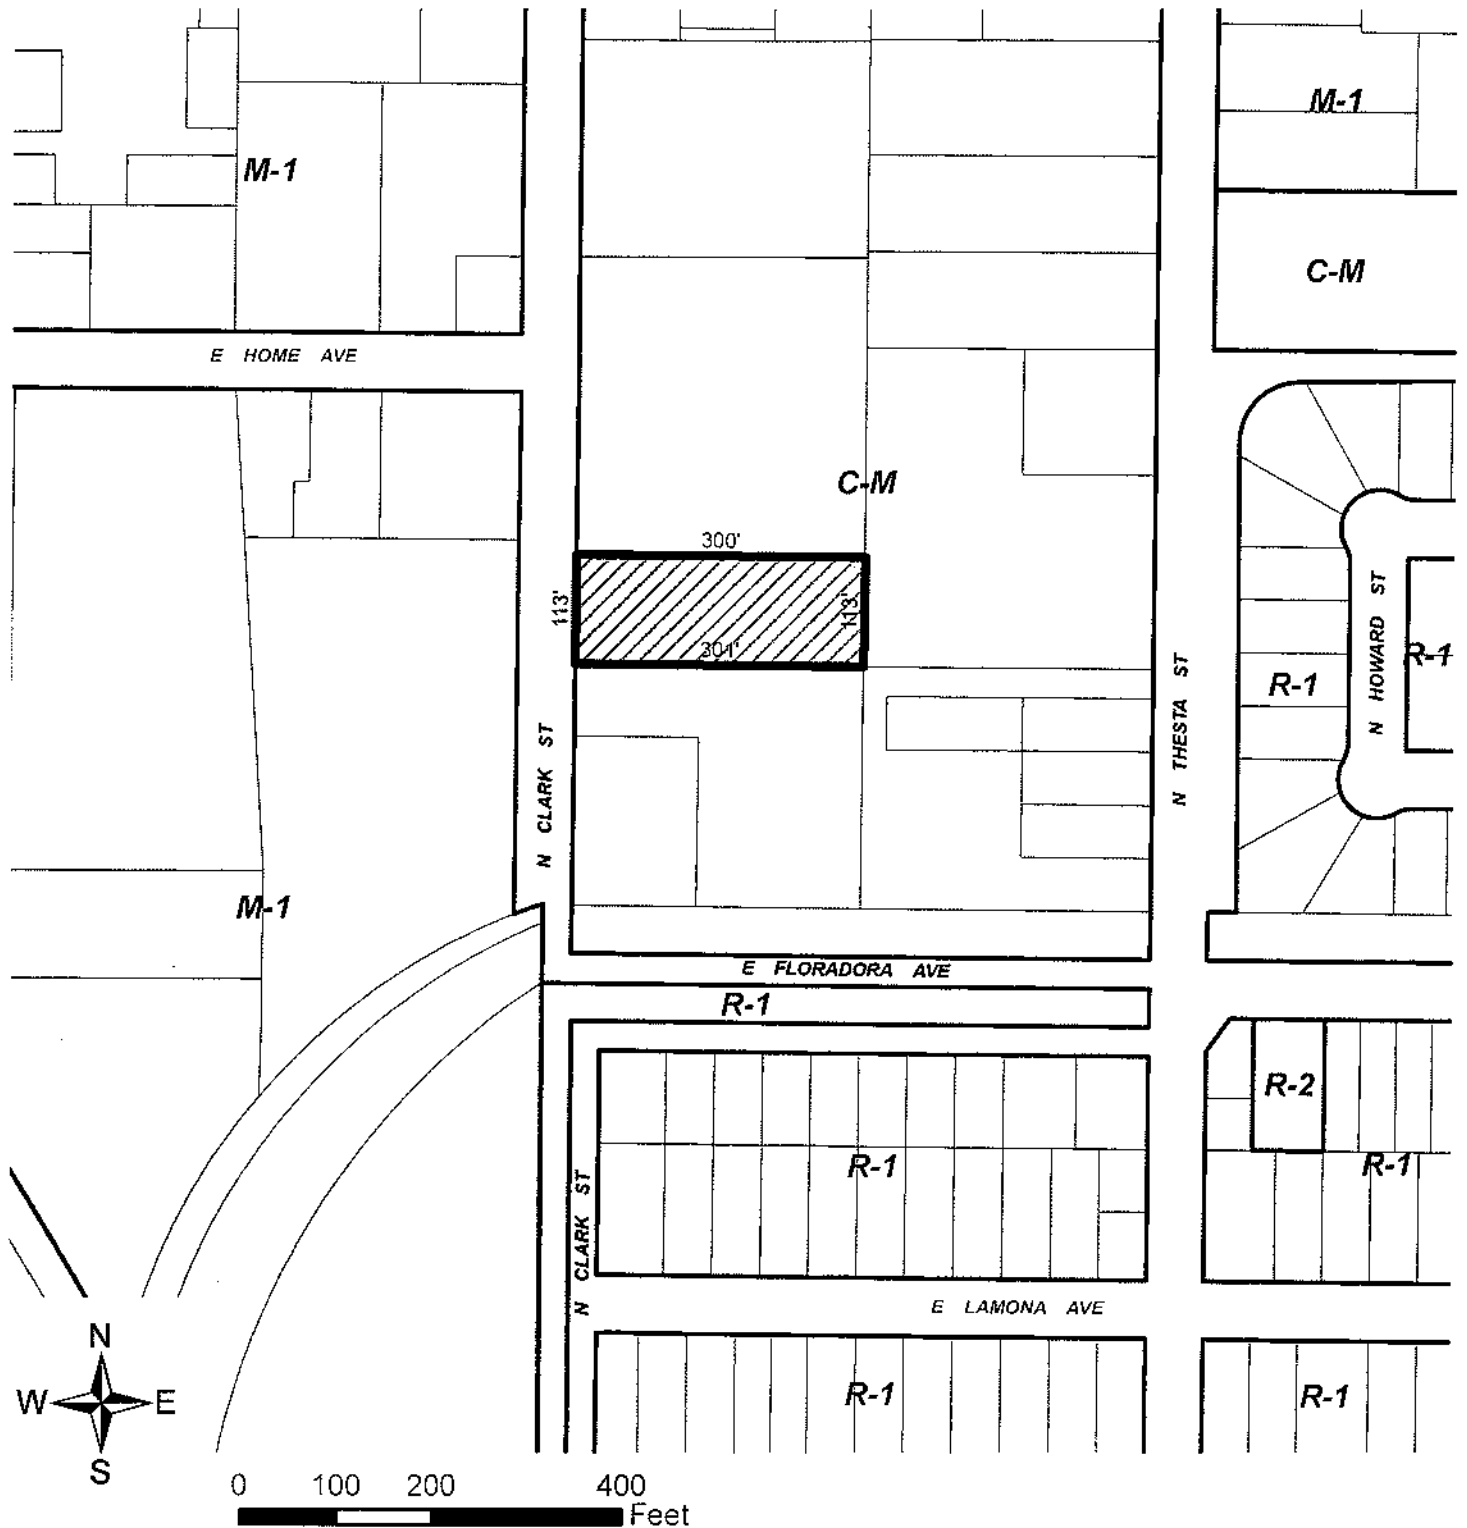 M-1
M-1
C-M
E HOME AVE
C-M
300'
113'
113'
301'
N CLARK ST
N THESTA ST
R-1
N HOWARD ST
R-1
M-1
E FLORADORA AVE
R-1
R-2
R-1
R-1
N CLARK ST
E LAMONA AVE
N
W E
S
R-1
R-1
0 100 200 400
Feet